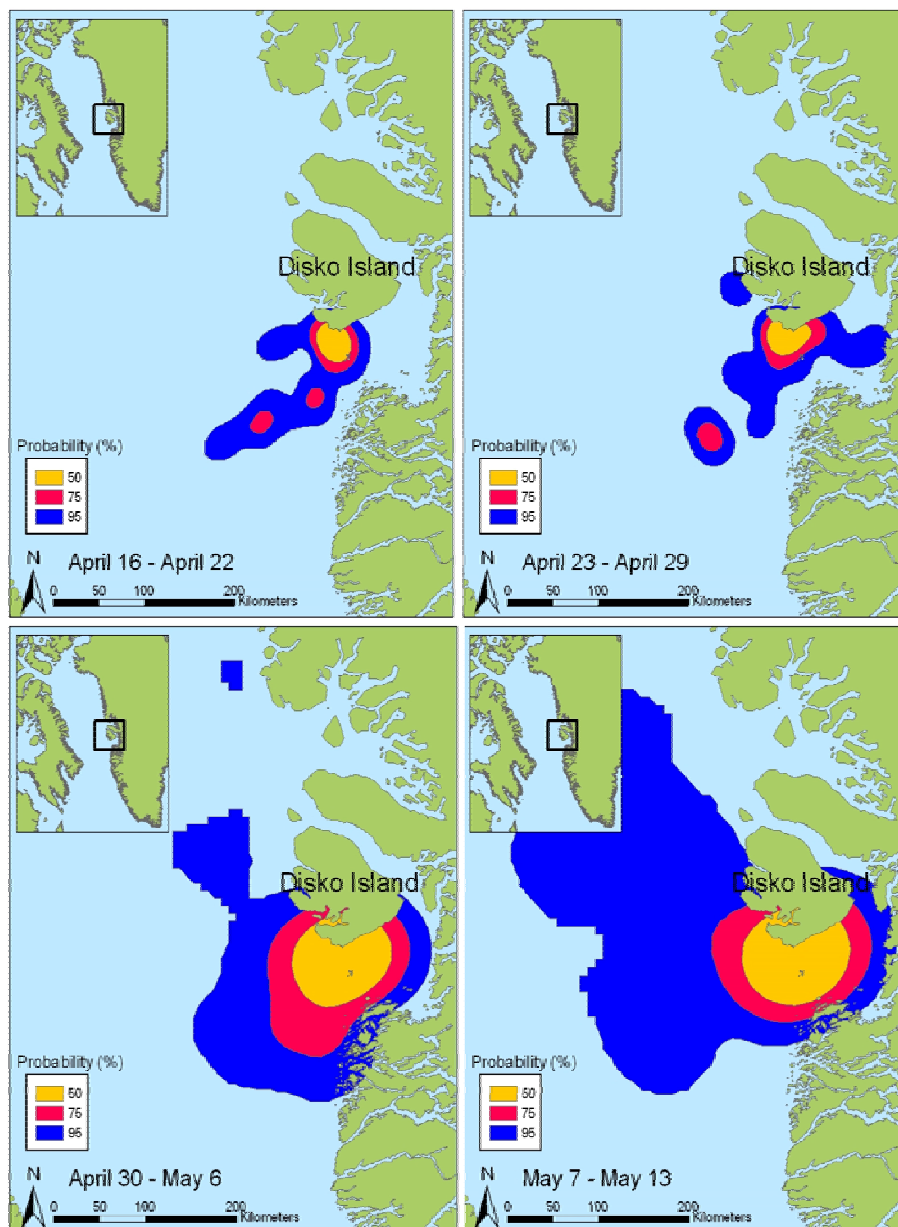 Disko Island
Probability (%)
50
75
95
N
April 16 - April 22
0 50 100 200
Kilometers
Disko Island
Probability (%)
50
75
95
N
April 23 - April 29
0 50 100 200
Kilometers
Disko Island
Probability (%)
50
75
95
N
April 30 - May 6
0 50 100 200
Kilometers
Disko Island
Probability (%)
50
75
95
N
May 7 - May 13
0 50 100 200
Kilometers